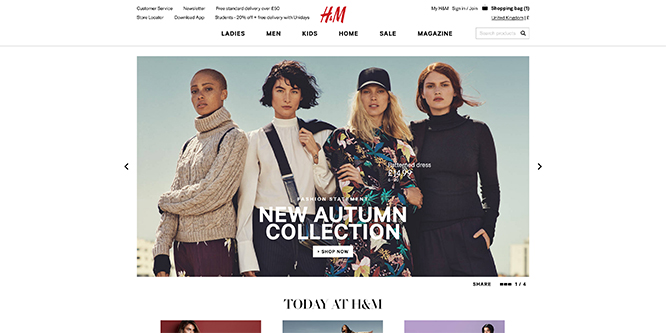 Customer Service Newsletter Free standard delivery over £30
Store Locator Download App Students - 20% off + free delivery with Unidays
H&M
My H&M Sign in / Join Shopping bag (1)
United Kingdom | £
LADIES MEN KIDS HOME SALE MAGAZINE
Search products
Patterned dress
£14.99
FASHION STATEMENT
NEW AUTUMN
COLLECTION
+ SHOP NOW
SHARE 1 / 4
TODAY AT H&M